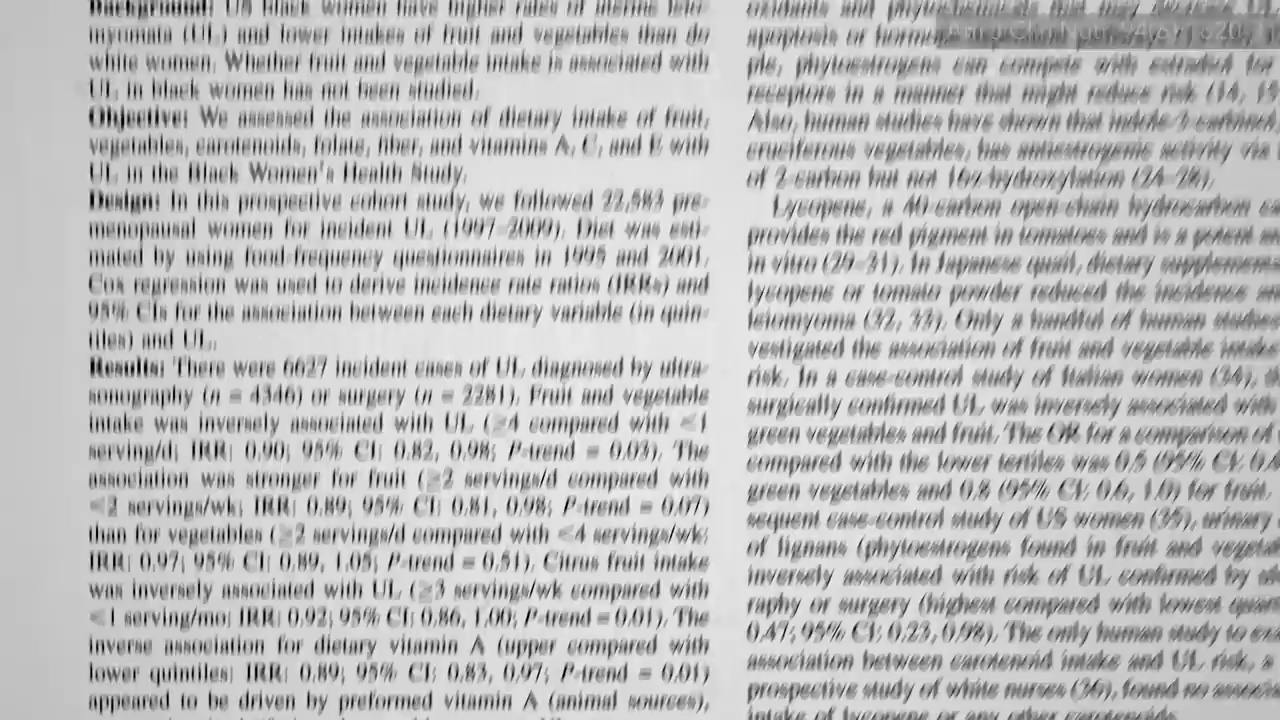 Background: US black women have higher rates of uterine leio-
myomata (UL) and lower intakes of fruit and vegetables than do
white women. Whether fruit and vegetable intake is associated with
UL in black women has not been studied.
Objective: We assessed the association of dietary intake of fruit,
vegetables, carotenoids, folate, fiber, and vitamins A, C, and E with
UL in the Black Women's Health Study.
Design: In this prospective cohort study, we followed 22,583 pre-
menopausal women for incident UL (1997–2009). Diet was esti-
mated by using food-frequency questionnaires in 1995 and 2001.
Cox regression was used to derive incidence rate ratios (IRRs) and
95% CIs for the association between each dietary variable (in quin-
tiles) and UL.
Results: There were 6627 incident cases of UL diagnosed by ultra-
sonography (n = 4346) or surgery (n = 2281). Fruit and vegetable
intake was inversely associated with UL (≥4 compared with <1
serving/d; IRR: 0.90; 95% CI: 0.82, 0.98; P-trend = 0.03). The
association was stronger for fruit (≥2 servings/d compared with
<2 servings/wk; IRR: 0.89; 95% CI: 0.81, 0.98; P-trend = 0.07)
than for vegetables (≥2 servings/d compared with <4 servings/wk;
IRR: 0.97; 95% CI: 0.89, 1.05; P-trend = 0.51). Citrus fruit intake
was inversely associated with UL (≥3 servings/wk compared with
<1 serving/mo; IRR: 0.92; 95% CI: 0.86, 1.00; P-trend = 0.01). The
inverse association for dietary vitamin A (upper compared with
lower quintiles: IRR: 0.89; 95% CI: 0.83, 0.97; P-trend = 0.01)
appeared to be driven by preformed vitamin A (animal sources),
oxidants and phytochemicals that may
apoptosis or
ple, phytoestrogens can compete with estradiol for
receptors in a manner that might reduce risk (14,
Also, human studies have shown that indole-3-carbinol,
cruciferous vegetables, has antiestrogenic activity via
of 2-carbon but not 16α-hydroxylation (24–28).
Lycopene, a 40-carbon open-chain hydrocarbon
provides the red pigment in tomatoes and is a potent
in vitro (29–31). In Japanese quail, dietary
lycopene or tomato powder reduced the incidence
leiomyoma (32, 33). Only a handful of human studies
vestigated the association of fruit and vegetable intake
risk. In a case-control study of Italian women (34),
surgically confirmed UL was inversely associated with
green vegetables and fruit. The OR for a comparison of
compared with the lower tertiles was 0.5 (95% CI:
green vegetables and 0.8 (95% CI: 0.6, 1.0) for fruit.
sequent case-control study of US women (35), urinary
of lignans (phytoestrogens found in fruit and
inversely associated with risk of UL confirmed by
raphy or surgery (highest compared with lowest
0.47; 95% CI: 0.23, 0.98). The only human study to
association between carotenoid intake and UL risk, a
prospective study of white nurses (36), found no
intake of lycopene or any other carotenoids.